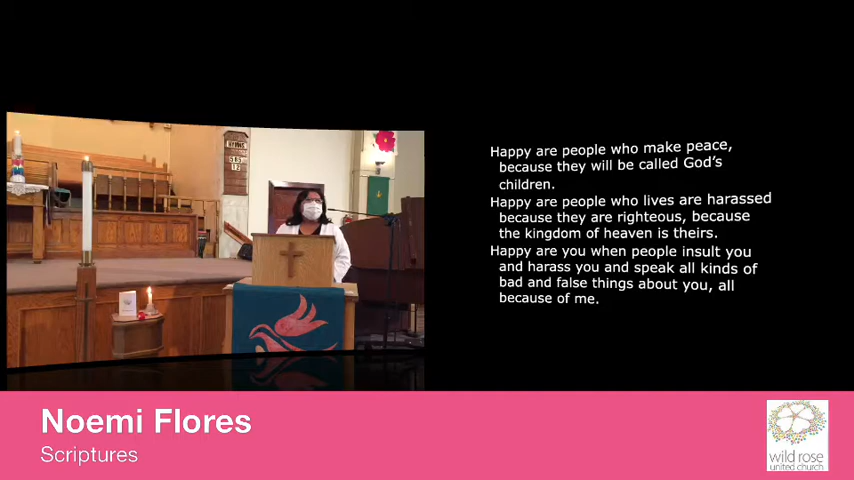 Happy are people who make peace,
because they will be called God's
children.
Happy are people who lives are harassed
because they are righteous, because
the kingdom of heaven is theirs.
Happy are you when people insult you
and harass you and speak all kinds of
bad and false things about you, all
because of me.
HYMNS
Noemi Flores
Scriptures
wild rose
united church